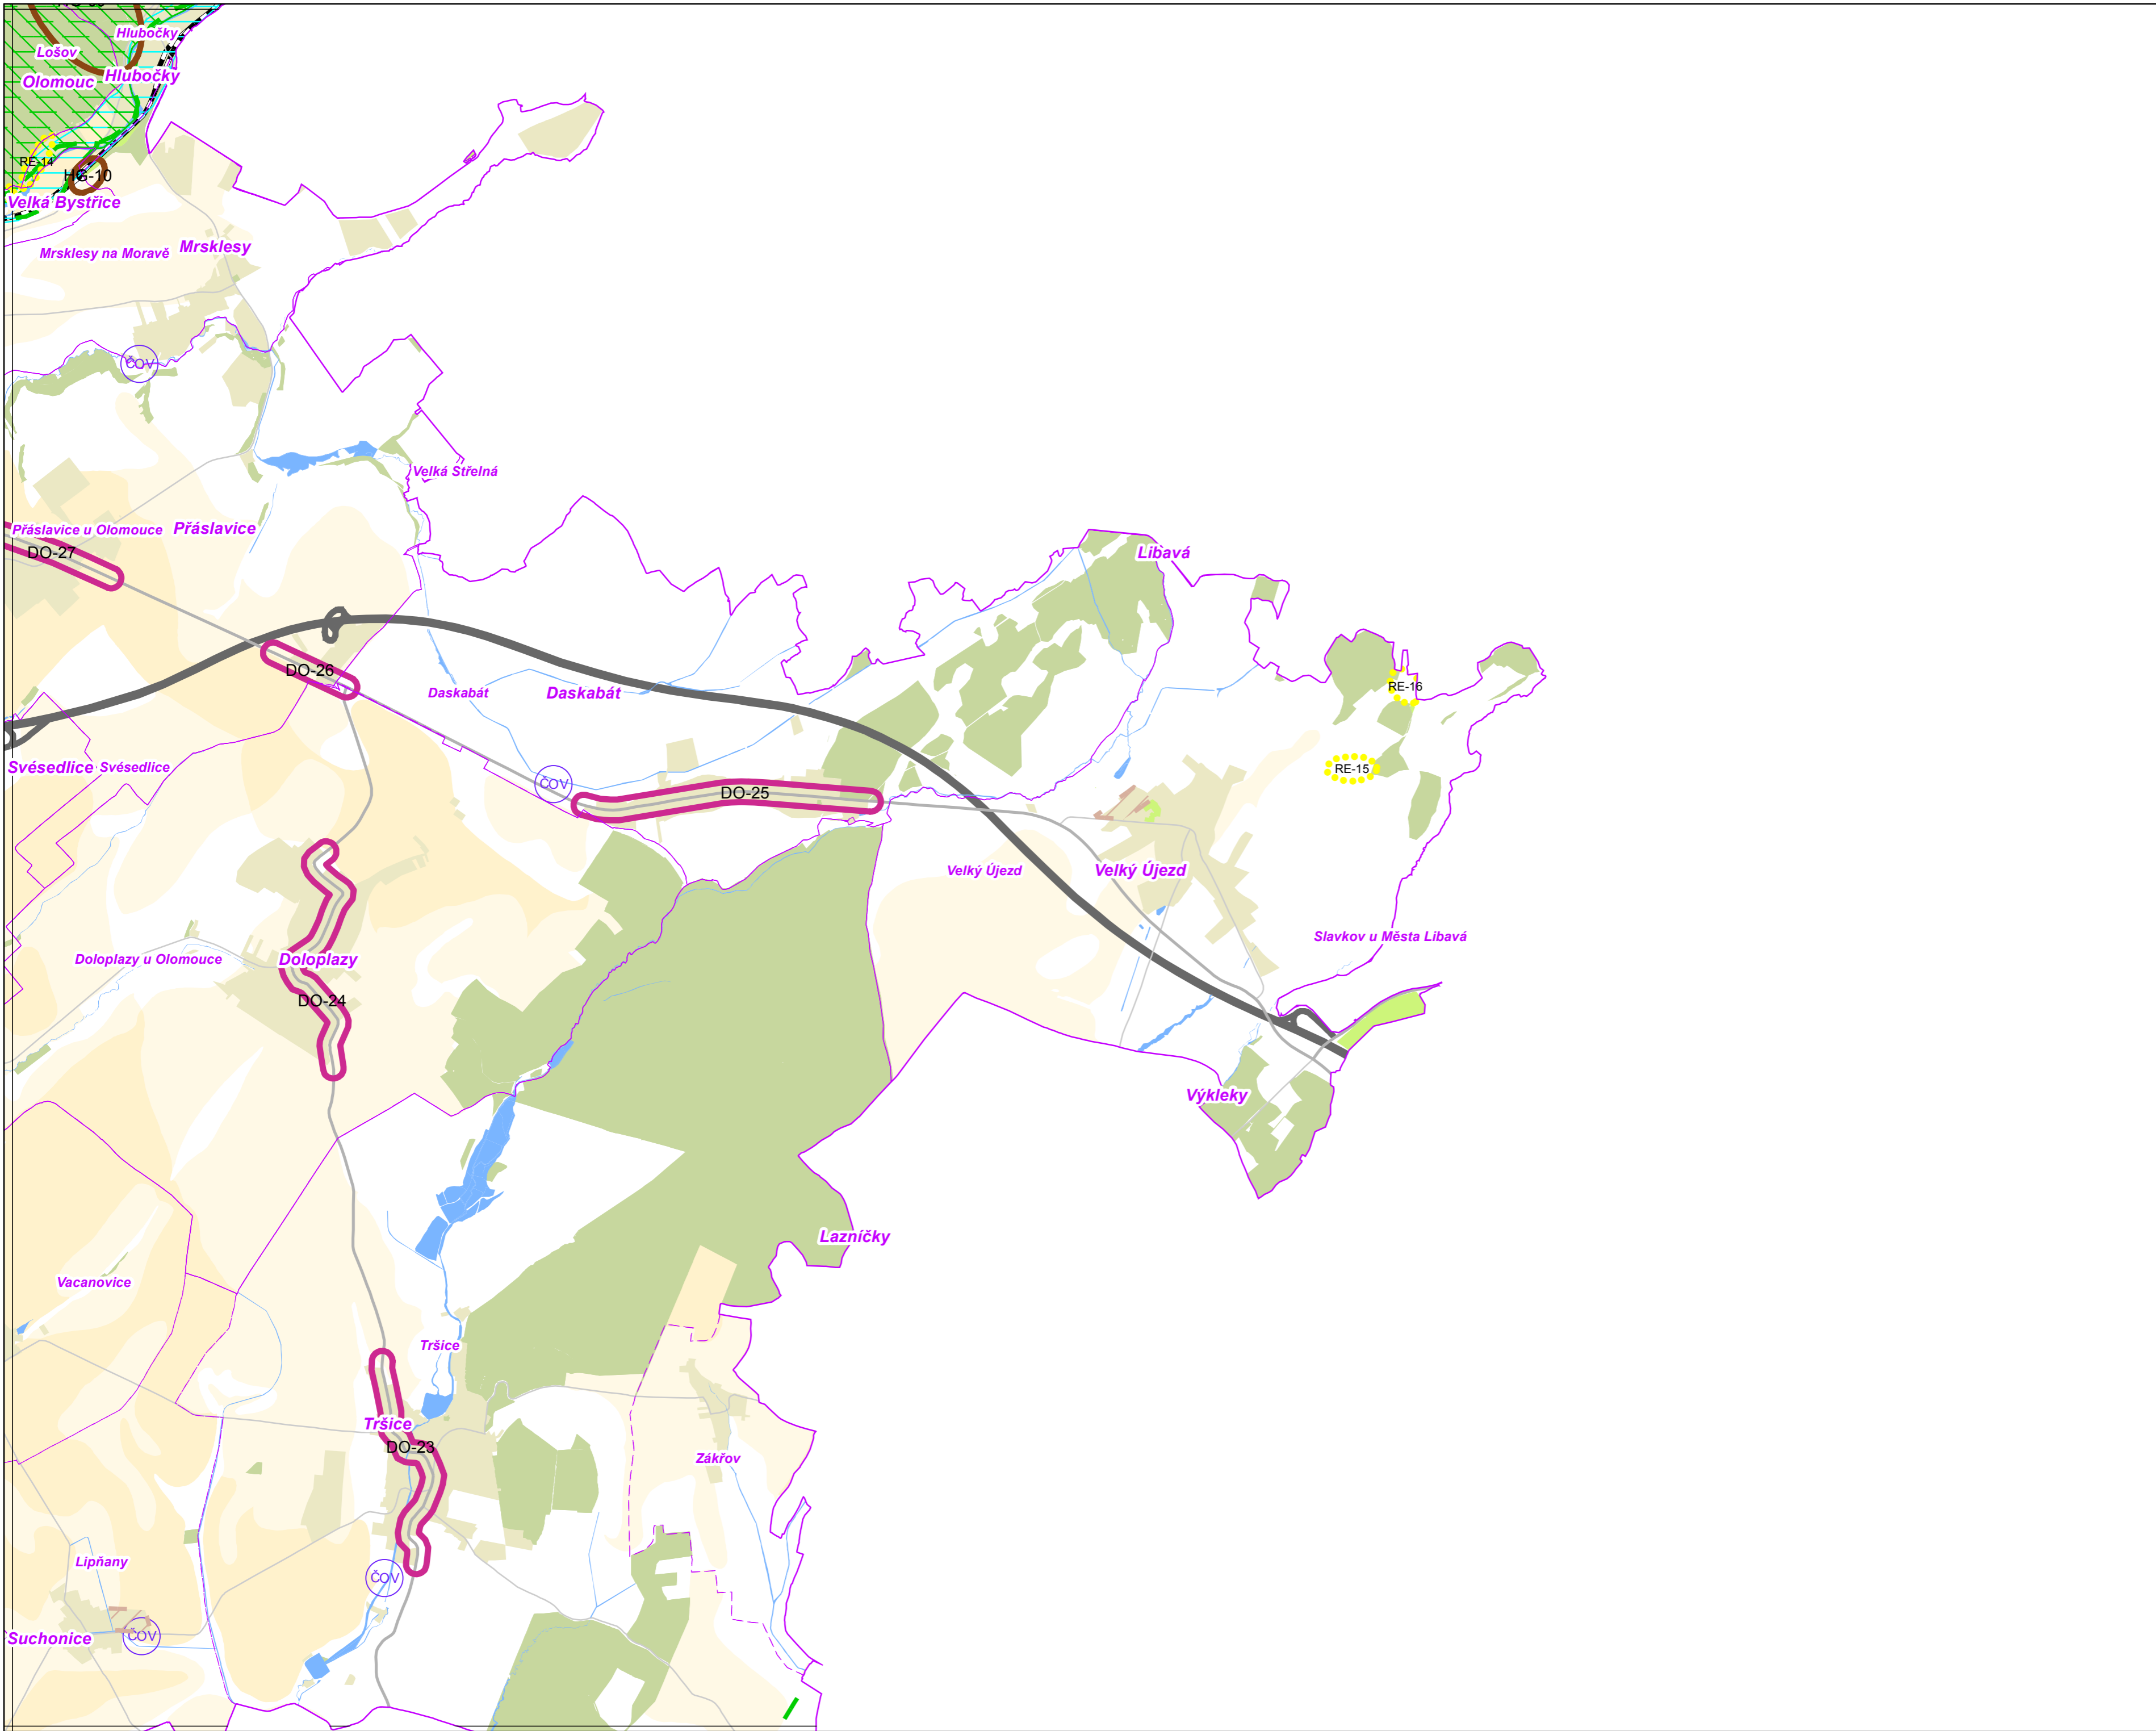 Hlubočky
Lošov
Olomouc
Hlubočky
RE-14
HG-10
Velká Bystřice
Mrsklesy na Moravě
Mrsklesy
ČOV
Velká Střelná
Přáslavice u Olomouce
Přáslavice
DO-27
Libavá
DO-26
Daskabát
Daskabát
RE-16
Svésedlice
Svésedlice
ČOV
DO-25
RE-15
Velký Újezd
Velký Újezd
Slavkov u Města Libavá
Doloplazy u Olomouce
Doloplazy
DO-24
Výkleky
Lazníčky
Vacanovice
Tršice
Tršice
DO-23
Zákřov
Lipňany
ČOV
Suchonice
ČOV